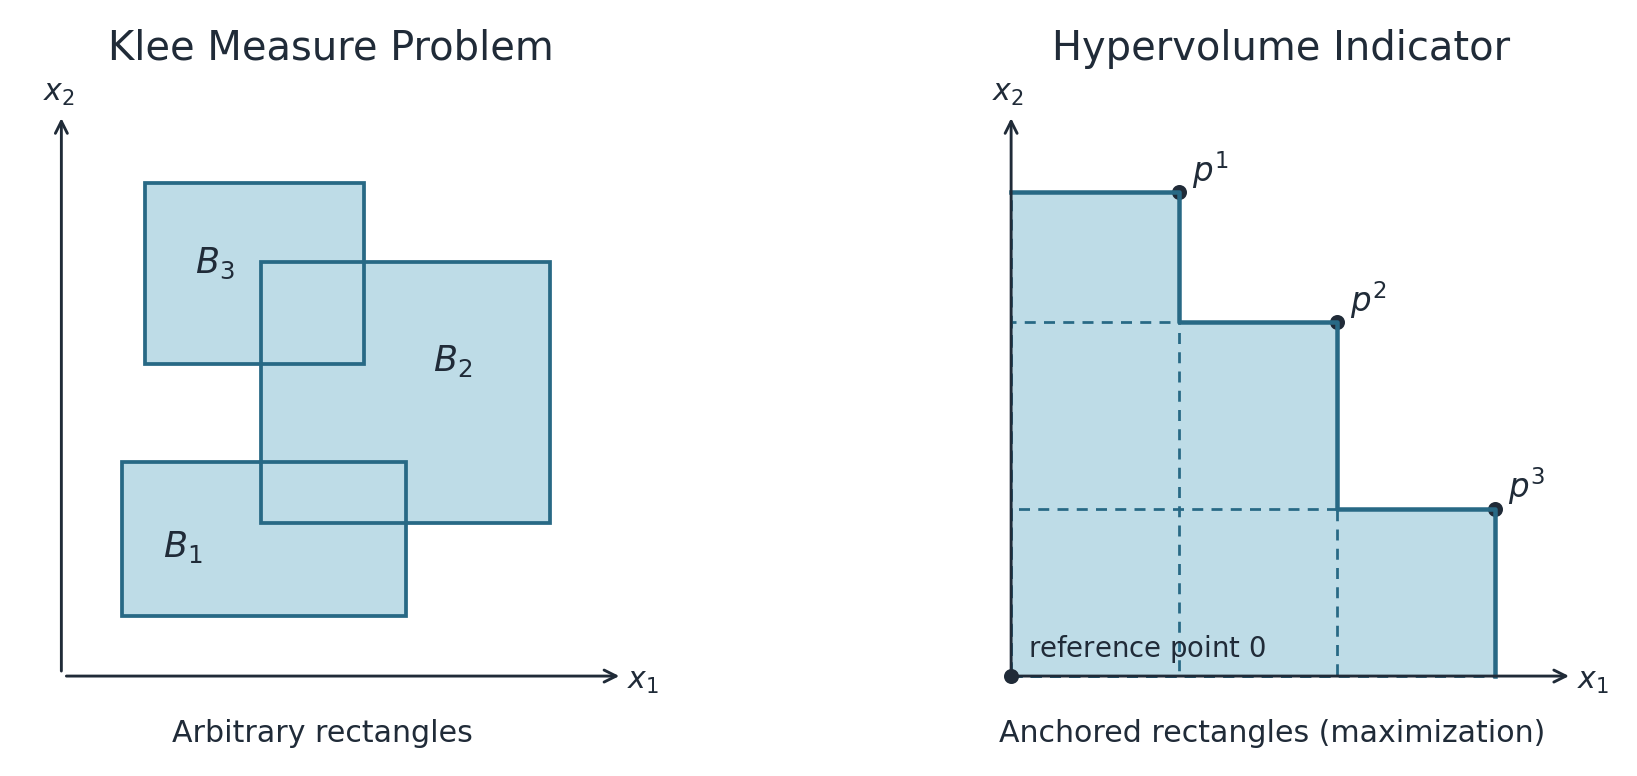 Klee Measure Problem
x₂
B₃
B₂
B₁
x₁
Arbitrary rectangles
Hypervolume Indicator
x₂
p¹
p²
p³
reference point 0
x₁
Anchored rectangles (maximization)